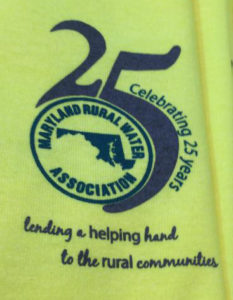 25
Celebrating 25 years
MARYLAND RURAL WATER
ASSOCIATION
lending a helping hand
to the rural communities